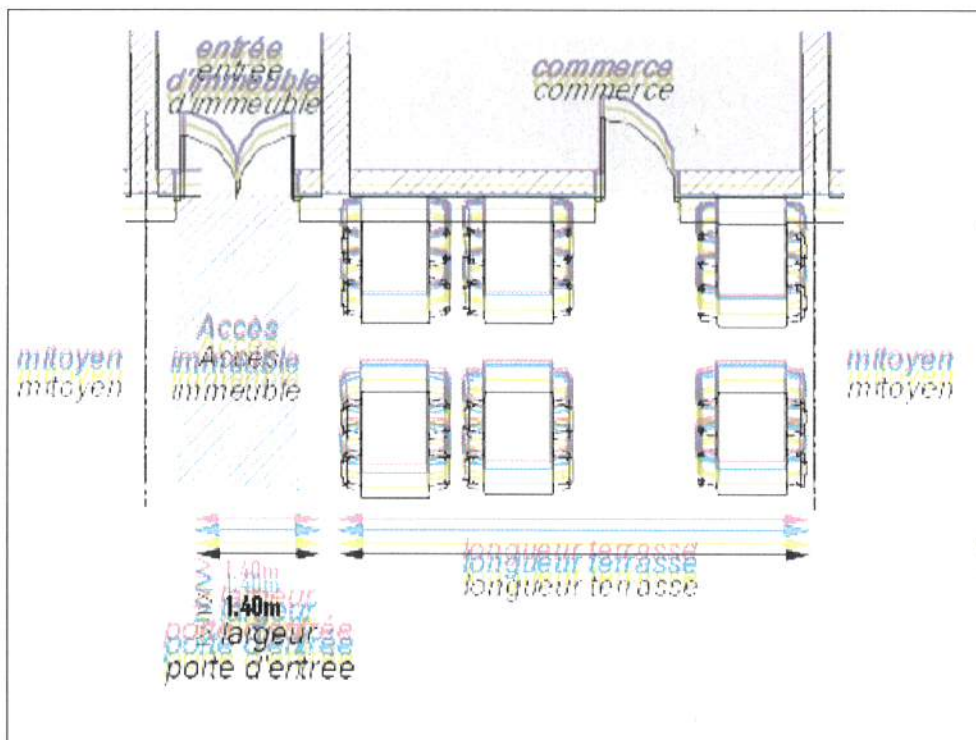 entrée
d'immeuble
commerce
Accès
immeuble
mitoyen
mitoyen
longueur terrasse
1.40m
largeur
porte d'entrée